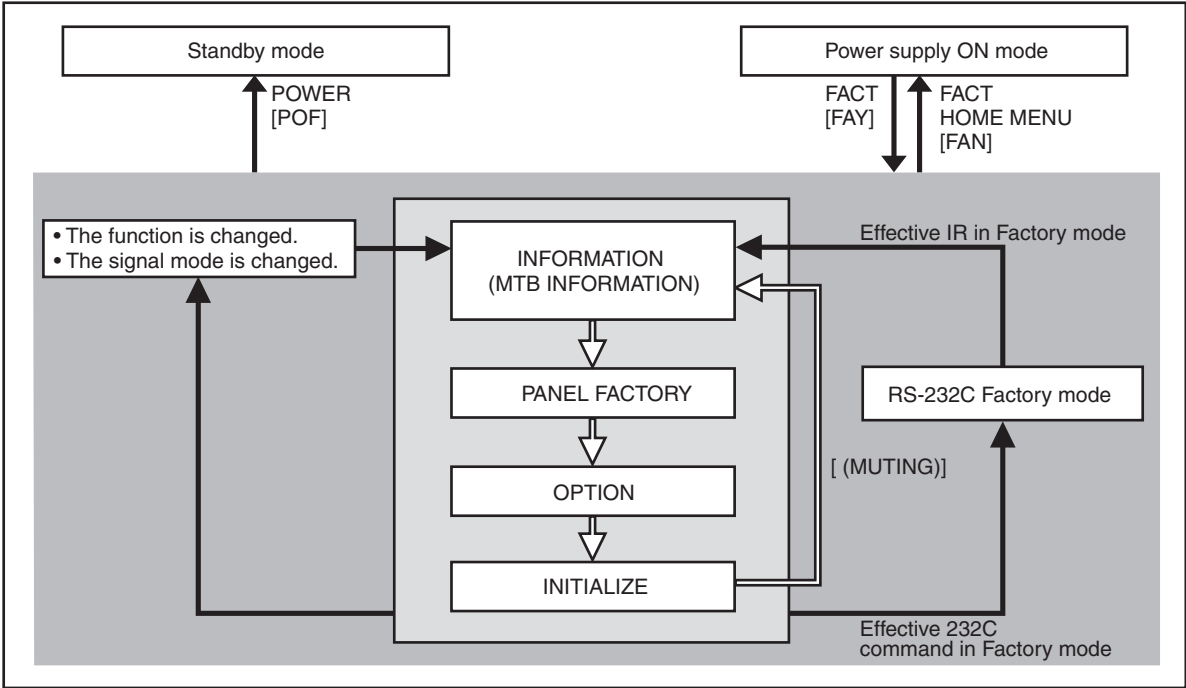 Standby mode
Power supply ON mode
POWER
[POF]
FACT
[FAY]
FACT
HOME MENU
[FAN]
• The function is changed.
• The signal mode is changed.
INFORMATION
(MTB INFORMATION)
Effective IR in Factory mode
PANEL FACTORY
RS-232C Factory mode
[ (MUTING)]
OPTION
INITIALIZE
Effective 232C
command in Factory mode